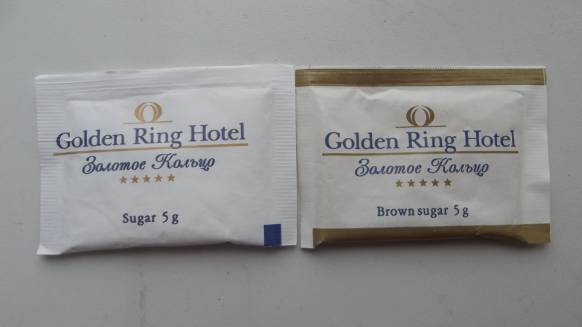 Golden Ring Hotel
Золотое Кольцо
Sugar 5 g
Golden Ring Hotel
Золотое Кольцо
Brown sugar 5 g